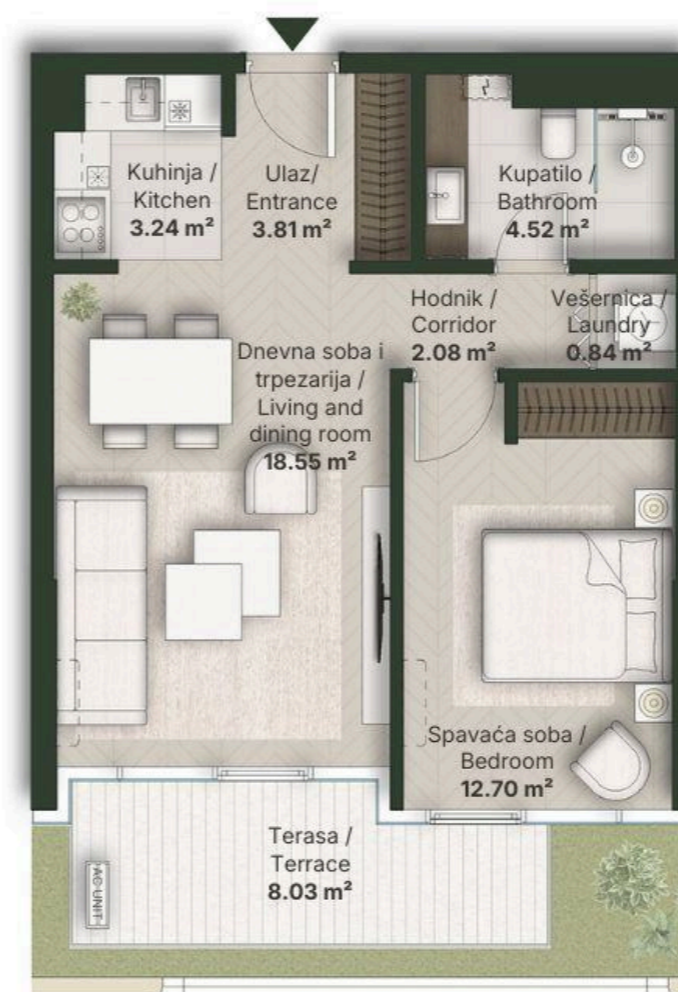 Kuhinja /
Kitchen
3.24 m²
Ulaz/
Entrance
3.81 m²
Kupatilo /
Bathroom
4.52 m²
Hodnik /
Corridor
2.08 m²
Vešernica /
Laundry
0.84 m²
Dnevna soba i
trpezarija /
Living and
dining room
18.55 m²
Spavaća soba /
Bedroom
12.70 m²
Terasa /
Terrace
8.03 m²
AC UNIT